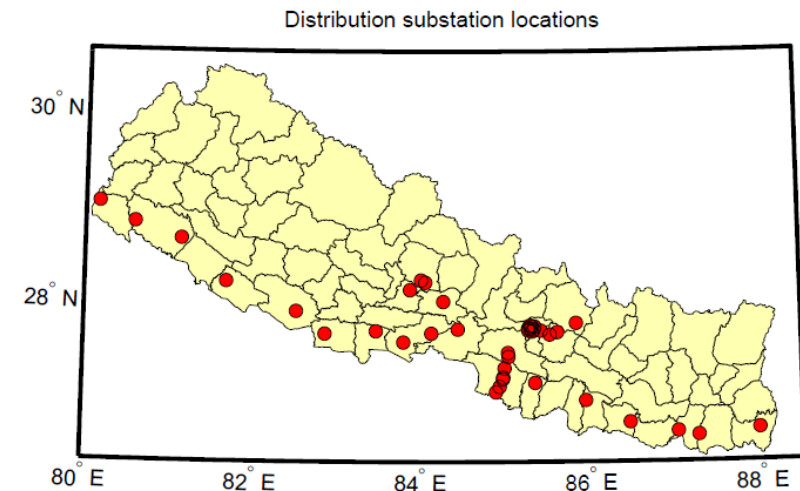 Distribution substation locations
30° N
28° N
80° E
82° E
84° E
86° E
88° E